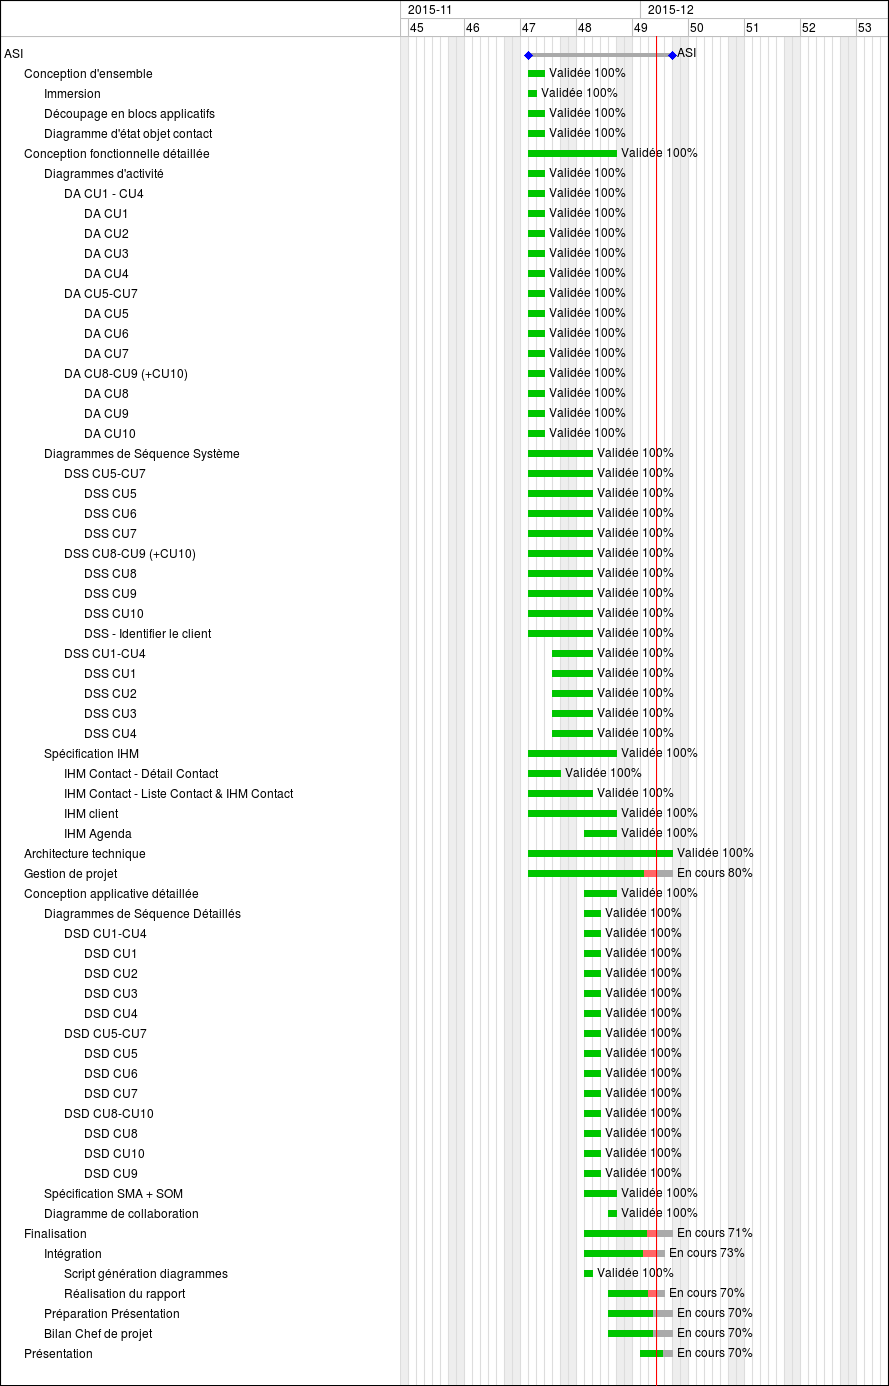 2015-11 2015-12
45 46 47 48 49 50 51 52 53
ASI ASI
Conception d'ensemble Validée 100%
Immersion Validée 100%
Découpage en blocs applicatifs Validée 100%
Diagramme d'état objet contact Validée 100%
Conception fonctionnelle détaillée Validée 100%
Diagrammes d'activité Validée 100%
DA CU1 - CU4 Validée 100%
DA CU1 Validée 100%
DA CU2 Validée 100%
DA CU3 Validée 100%
DA CU4 Validée 100%
DA CU5-CU7 Validée 100%
DA CU5 Validée 100%
DA CU6 Validée 100%
DA CU7 Validée 100%
DA CU8-CU9 (+CU10) Validée 100%
DA CU8 Validée 100%
DA CU9 Validée 100%
DA CU10 Validée 100%
Diagrammes de Séquence Système Validée 100%
DSS CU5-CU7 Validée 100%
DSS CU5 Validée 100%
DSS CU6 Validée 100%
DSS CU7 Validée 100%
DSS CU8-CU9 (+CU10) Validée 100%
DSS CU8 Validée 100%
DSS CU9 Validée 100%
DSS CU10 Validée 100%
DSS - Identifier le client Validée 100%
DSS CU1-CU4 Validée 100%
DSS CU1 Validée 100%
DSS CU2 Validée 100%
DSS CU3 Validée 100%
DSS CU4 Validée 100%
Spécification IHM Validée 100%
IHM Contact - Détail Contact Validée 100%
IHM Contact - Liste Contact & IHM Contact Validée 100%
IHM client Validée 100%
IHM Agenda Validée 100%
Architecture technique Validée 100%
Gestion de projet En cours 80%
Conception applicative détaillée Validée 100%
Diagrammes de Séquence Détaillés Validée 100%
DSD CU1-CU4 Validée 100%
DSD CU1 Validée 100%
DSD CU2 Validée 100%
DSD CU3 Validée 100%
DSD CU4 Validée 100%
DSD CU5-CU7 Validée 100%
DSD CU5 Validée 100%
DSD CU6 Validée 100%
DSD CU7 Validée 100%
DSD CU8-CU10 Validée 100%
DSD CU8 Validée 100%
DSD CU10 Validée 100%
DSD CU9 Validée 100%
Spécification SMA + SOM Validée 100%
Diagramme de collaboration Validée 100%
Finalisation En cours 71%
Intégration En cours 73%
Script génération diagrammes Validée 100%
Réalisation du rapport En cours 70%
Préparation Présentation En cours 70%
Bilan Chef de projet En cours 70%
Présentation En cours 70%